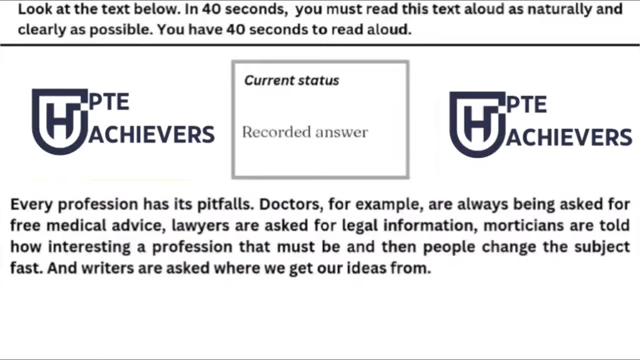 Look at the text below. In 40 seconds, you must read this text aloud as naturally and
clearly as possible. You have 40 seconds to read aloud.
Current status
Recorded answer
PTE
ACHIEVERS
PTE
ACHIEVERS
Every profession has its pitfalls. Doctors, for example, are always being asked for
free medical advice, lawyers are asked for legal information, morticians are told
how interesting a profession that must be and then people change the subject
fast. And writers are asked where we get our ideas from.